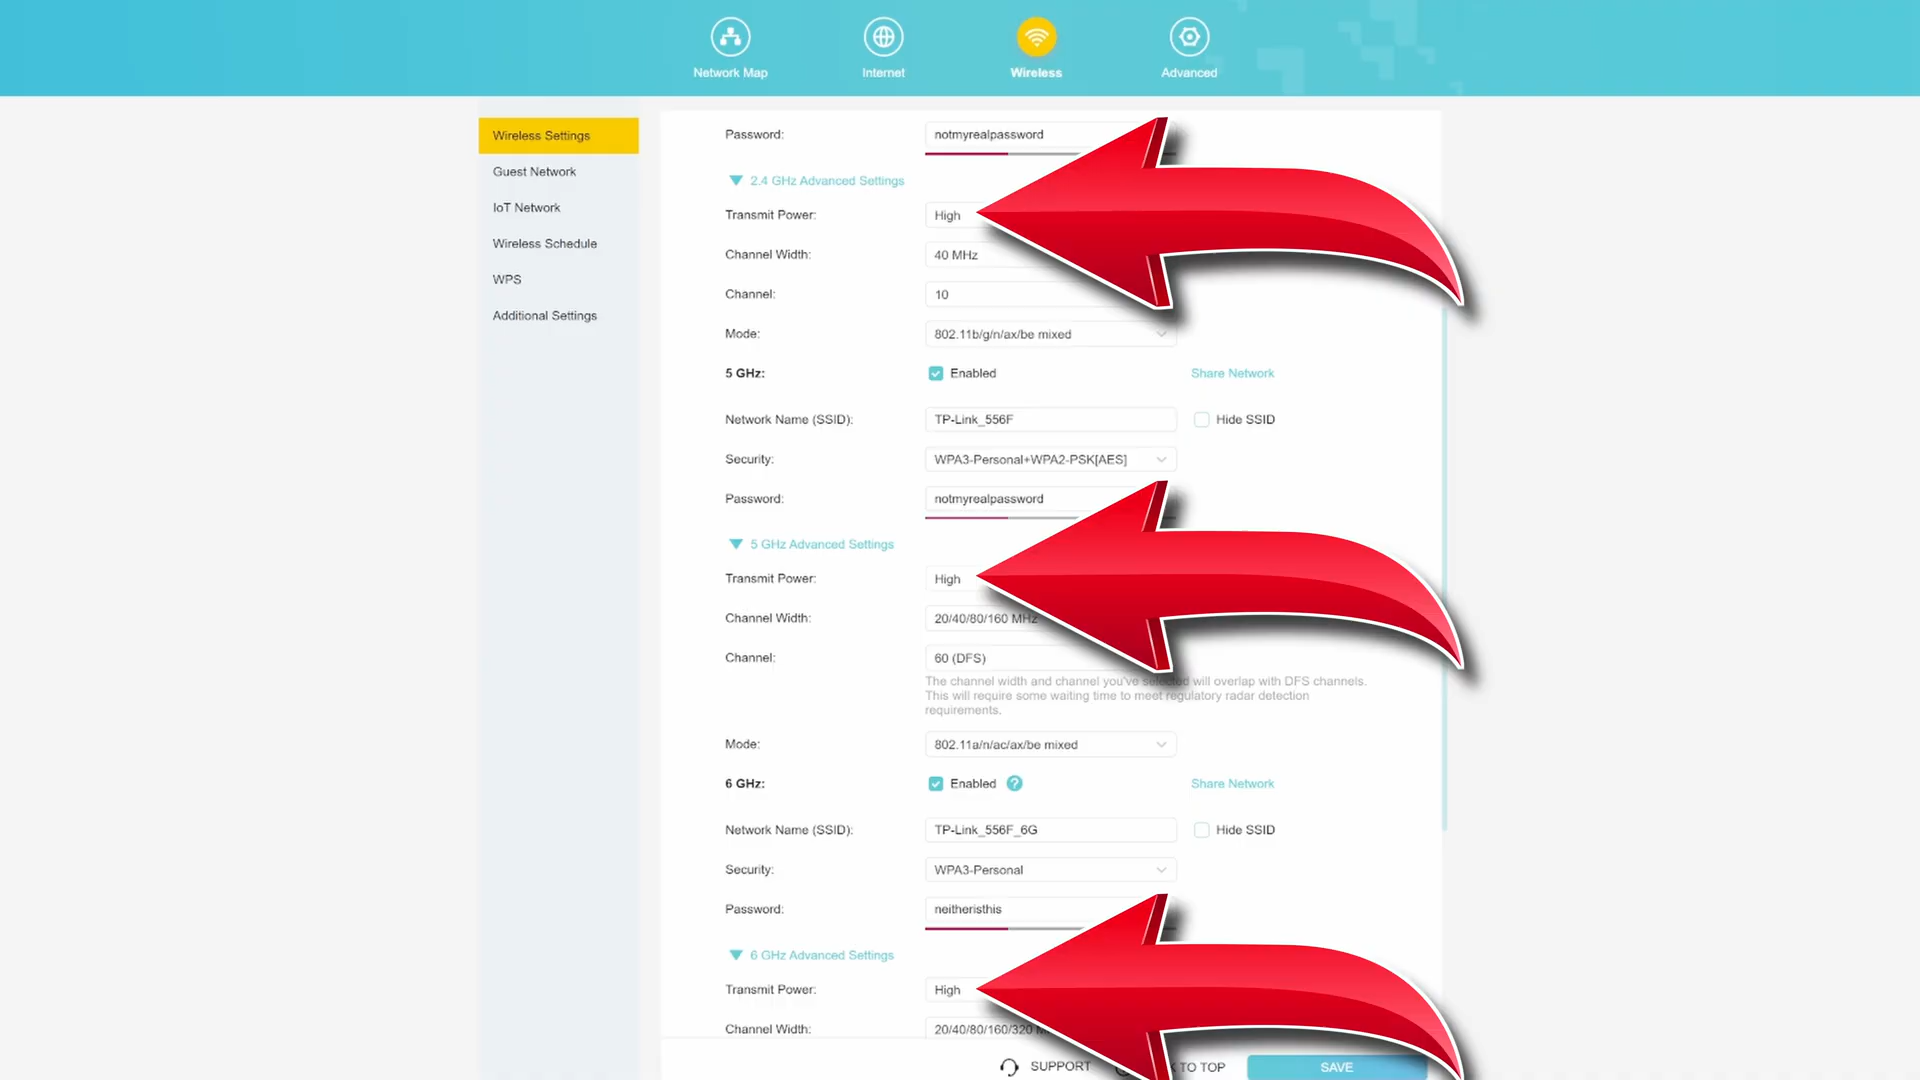 Network Map
Internet
Wireless
Advanced
Wireless Settings
Guest Network
IoT Network
Wireless Schedule
WPS
Additional Settings
Password: notmyrealpassword
2.4 GHz Advanced Settings
Transmit Power: High
Channel Width: 40 MHz
Channel: 10
Mode: 802.11b/g/n/ax/be mixed
5 GHz: Enabled Share Network
Network Name (SSID): TP-Link_556F Hide SSID
Security: WPA3-Personal+WPA2-PSK[AES]
Password: notmyrealpassword
5 GHz Advanced Settings
Transmit Power: High
Channel Width: 20/40/80/160 MHz
Channel: 60 (DFS)
The channel width and channel you've selected will overlap with DFS channels.
This will require some waiting time to meet regulatory radar detection
requirements.
Mode: 802.11a/n/ac/ax/be mixed
6 GHz: Enabled ? Share Network
Network Name (SSID): TP-Link_556F_6G Hide SSID
Security: WPA3-Personal
Password: neitheristhis
6 GHz Advanced Settings
Transmit Power: High
Channel Width: 20/40/80/160/320
SUPPORT TO TOP SAVE